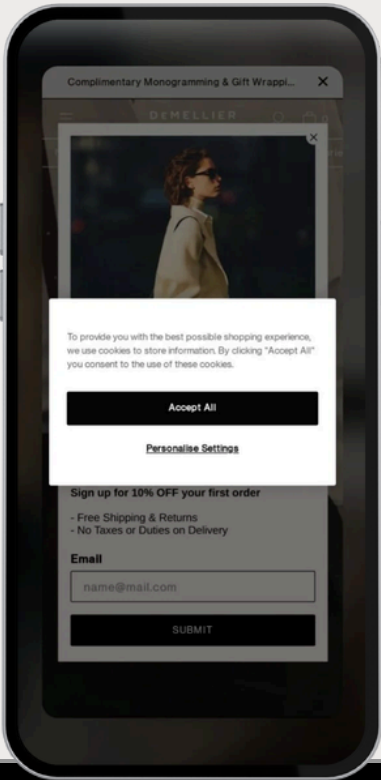 Complimentary Monogramming & Gift Wrappi...
DEMELLIER
To provide you with the best possible shopping experience,
we use cookies to store information. By clicking "Accept All"
you consent to the use of these cookies.
Accept All
Personalise Settings
Sign up for 10% OFF your first order
- Free Shipping & Returns
- No Taxes or Duties on Delivery
Email
name@mail.com
SUBMIT